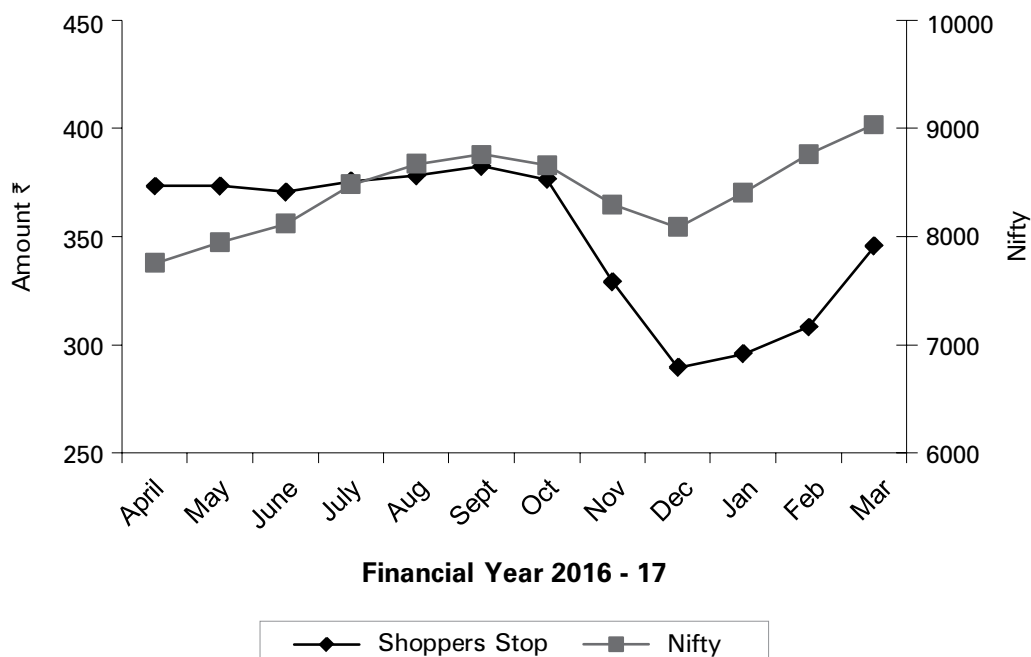 450
400
350
300
250
Amount ₹
10000
9000
8000
7000
6000
Nifty
April
May
June
July
Aug
Sept
Oct
Nov
Dec
Jan
Feb
Mar
Financial Year 2016 - 17
Shoppers Stop Nifty